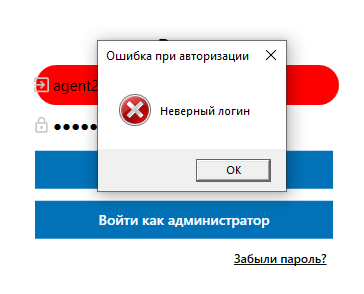 Ошибка при авторизации
agent2
Неверный логин
OK
Войти как администратор
Забыли пароль?